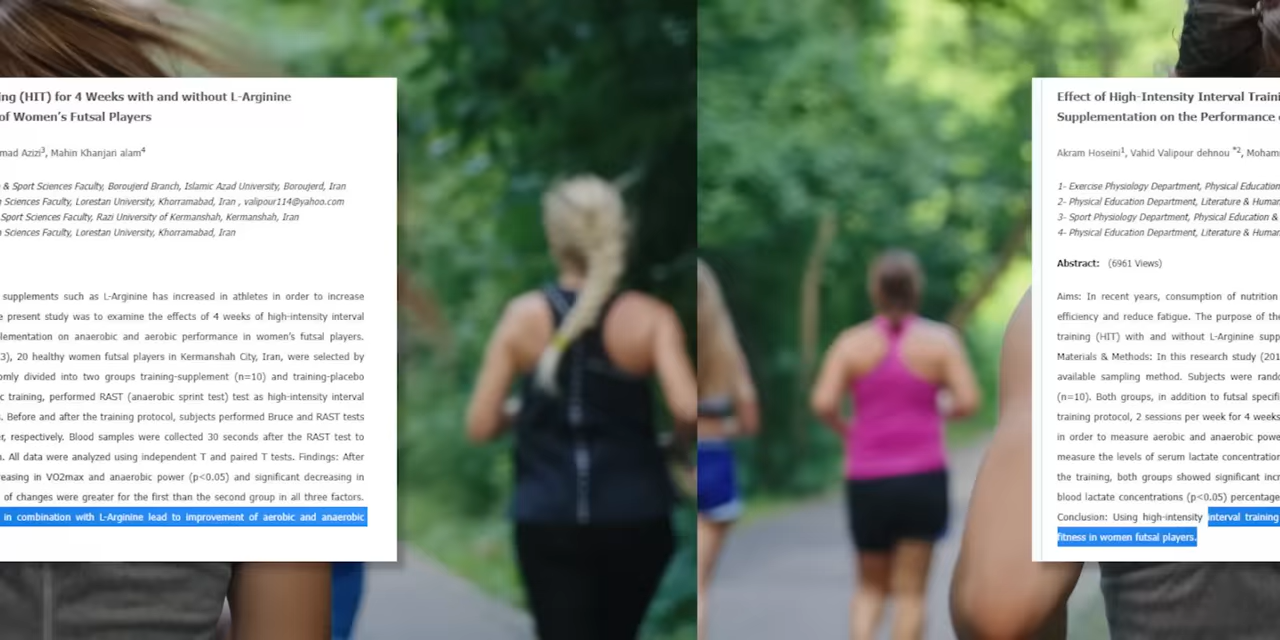 ing (HIT) for 4 Weeks with and without L-Arginine
of Women's Futsal Players
mad Azizi3, Mahin Khanjari alam4
& Sport Sciences Faculty, Boroujerd Branch, Islamic Azad University, Boroujerd, Iran
n Sciences Faculty, Lorestan University, Khorramabad, Iran , valipour114@yahoo.com
Sport Sciences Faculty, Razi University of Kermanshah, Kermanshah, Iran
n Sciences Faculty, Lorestan University, Khorramabad, Iran
supplements such as L-Arginine has increased in athletes in order to increase
e present study was to examine the effects of 4 weeks of high-intensity interval
lementation on anaerobic and aerobic performance in women's futsal players.
3), 20 healthy women futsal players in Kermanshah City, Iran, were selected by
omly divided into two groups training-supplement (n=10) and training-placebo
c training, performed RAST (anaerobic sprint test) test as high-intensity interval
. Before and after the training protocol, subjects performed Bruce and RAST tests
r, respectively. Blood samples were collected 30 seconds after the RAST test to
n. All data were analyzed using independent T and paired T tests. Findings: After
easing in VO2max and anaerobic power (p<0.05) and significant decreasing in
of changes were greater for the first than the second group in all three factors.
in combination with L-Arginine lead to improvement of aerobic and anaerobic
Effect of High-Intensity Interval Traini
Supplementation on the Performance
Akram Hoseini1, Vahid Valipour dehnou *2, Moham
1- Exercise Physiology Department, Physical Education
2- Physical Education Department, Literature & Human
3- Sport Physiology Department, Physical Education &
4- Physical Education Department, Literature & Human
Abstract: (6961 Views)
Aims: In recent years, consumption of nutrition
efficiency and reduce fatigue. The purpose of the
training (HIT) with and without L-Arginine supp
Materials & Methods: In this research study (201
available sampling method. Subjects were rando
(n=10). Both groups, in addition to futsal specifi
training protocol, 2 sessions per week for 4 weeks
in order to measure aerobic and anaerobic powe
measure the levels of serum lactate concentration
the training, both groups showed significant incr
blood lactate concentrations (p<0.05) percentage
Conclusion: Using high-intensity interval training
fitness in women futsal players.